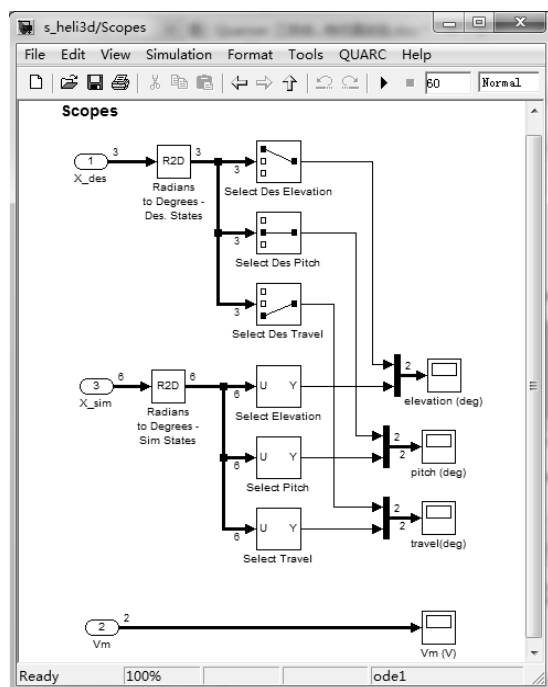 s_heli3d/Scopes
File Edit View Simulation Format Tools QUARC Help
60 Normal
Scopes
1
X_des
3
R2D
3
Radians
to Degrees -
Des. States
3
Select Des Elevation
3
Select Des Pitch
3
Select Des Travel
3
X_sim
6
R2D
6
Radians
to Degrees -
Sim States
6
U Y
Select Elevation
6
U Y
Select Pitch
6
U Y
Select Travel
2
elevation (deg)
2
2
pitch (deg)
2
2
travel(deg)
2
Vm
2
Vm (V)
Ready 100% ode1